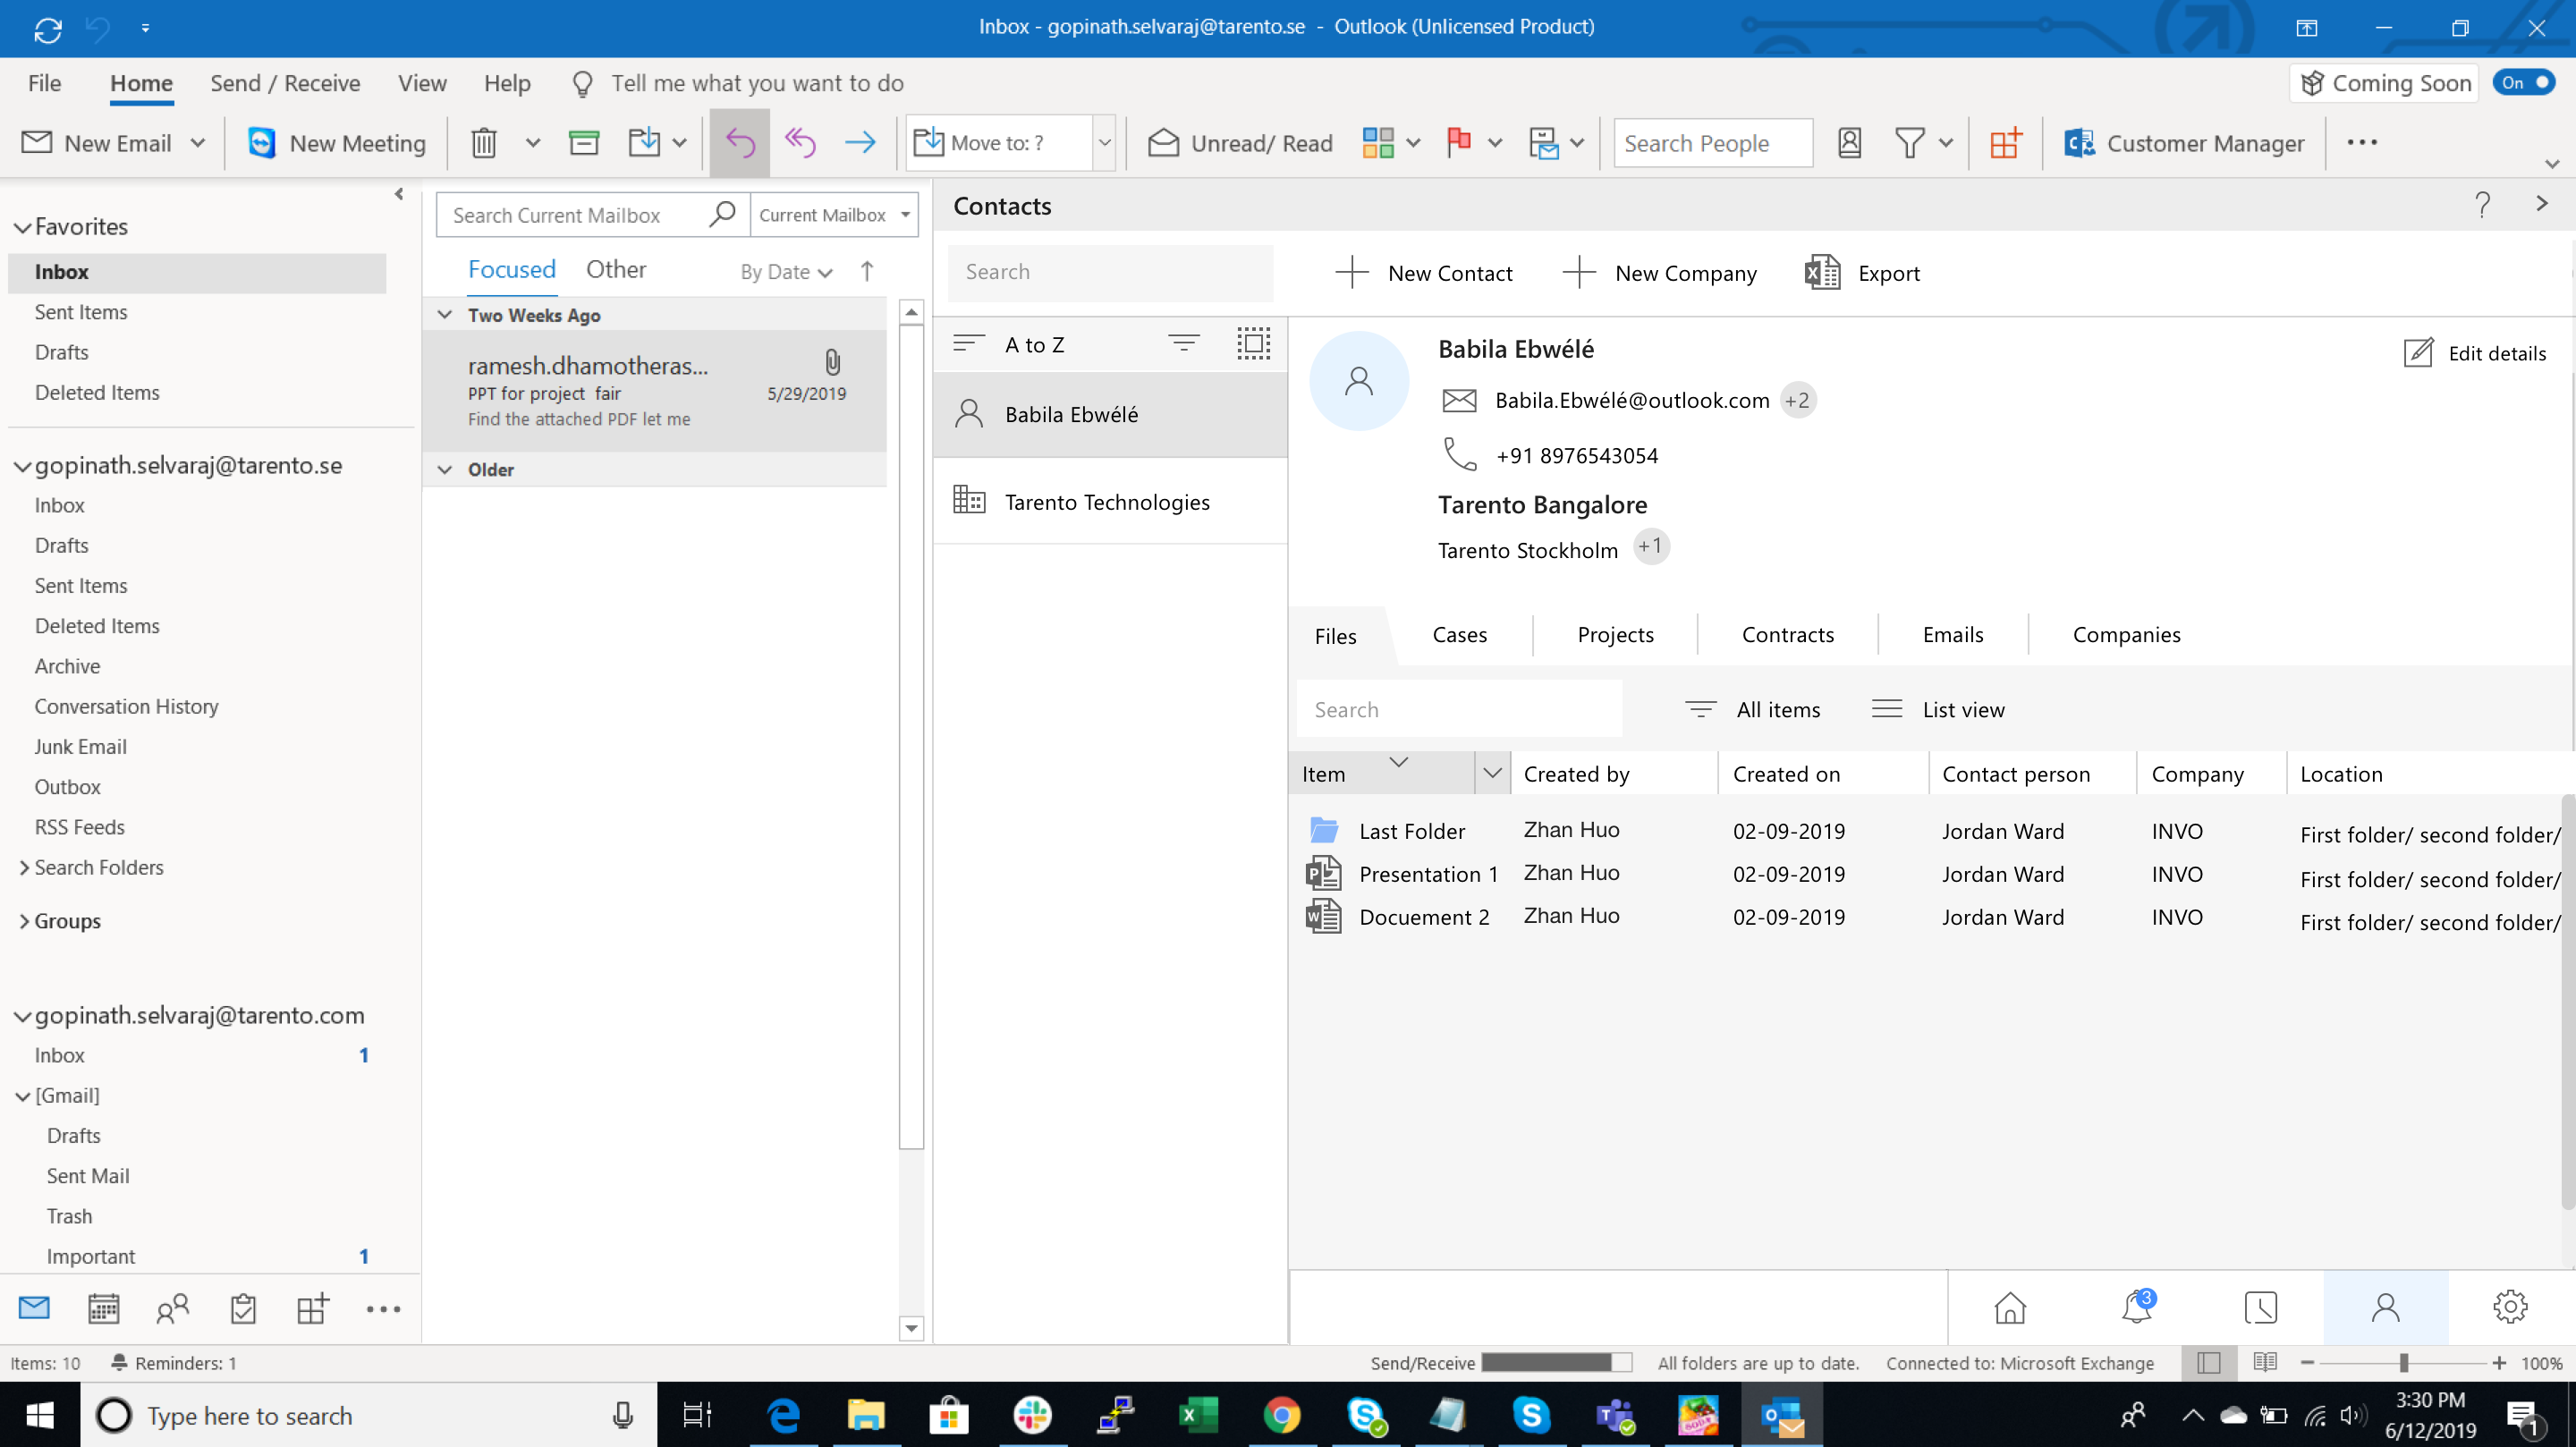 Inbox - gopinath.selvaraj@tarento.se - Outlook (Unlicensed Product)
File Home Send / Receive View Help Tell me what you want to do Coming Soon On
New Email New Meeting Move to: ? Unread/ Read Search People Customer Manager
Favorites
Inbox
Sent Items
Drafts
Deleted Items
gopinath.selvaraj@tarento.se
Inbox
Drafts
Sent Items
Deleted Items
Archive
Conversation History
Junk Email
Outbox
RSS Feeds
Search Folders
Groups
gopinath.selvaraj@tarento.com
Inbox 1
[Gmail]
Drafts
Sent Mail
Trash
Important 1
Search Current Mailbox Current Mailbox
Focused Other By Date
Two Weeks Ago
ramesh.dhamotheras...
PPT for project fair 5/29/2019
Find the attached PDF let me
Older
Contacts ?
Search New Contact New Company Export
A to Z
Babila Ebwélé
Tarento Technologies
Babila Ebwélé Edit details
Babila.Ebwélé@outlook.com +2
+91 8976543054
Tarento Bangalore
Tarento Stockholm +1
Files Cases Projects Contracts Emails Companies
Search All items List view
Item Created by Created on Contact person Company Location
Last Folder Zhan Huo 02-09-2019 Jordan Ward INVO First folder/ second folder/
Presentation 1 Zhan Huo 02-09-2019 Jordan Ward INVO First folder/ second folder/
Docuement 2 Zhan Huo 02-09-2019 Jordan Ward INVO First folder/ second folder/
3
Items: 10 Reminders: 1 Send/Receive All folders are up to date. Connected to: Microsoft Exchange 100%
Type here to search 3:30 PM
6/12/2019 1